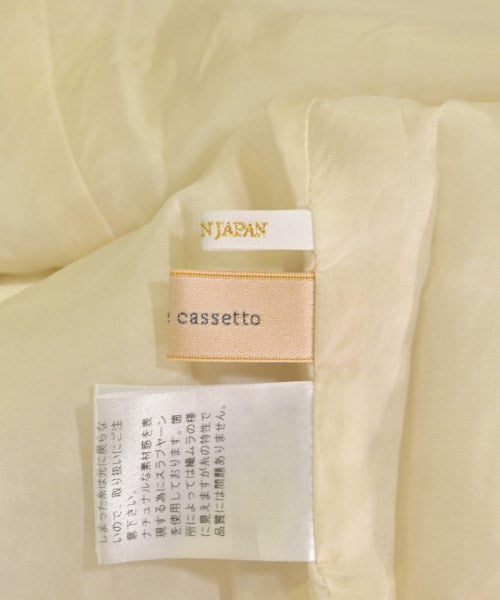 N JAPAN
s cassetto
しまった糸は元に戻らな
いので、取り扱いにご注
意下さい。
ナチュラルな素材感を表
現する為にスラブヤーン
を使用しております。箇
所によっては織ムラの様
に見えますが糸の特性で
品質には問題ありません。